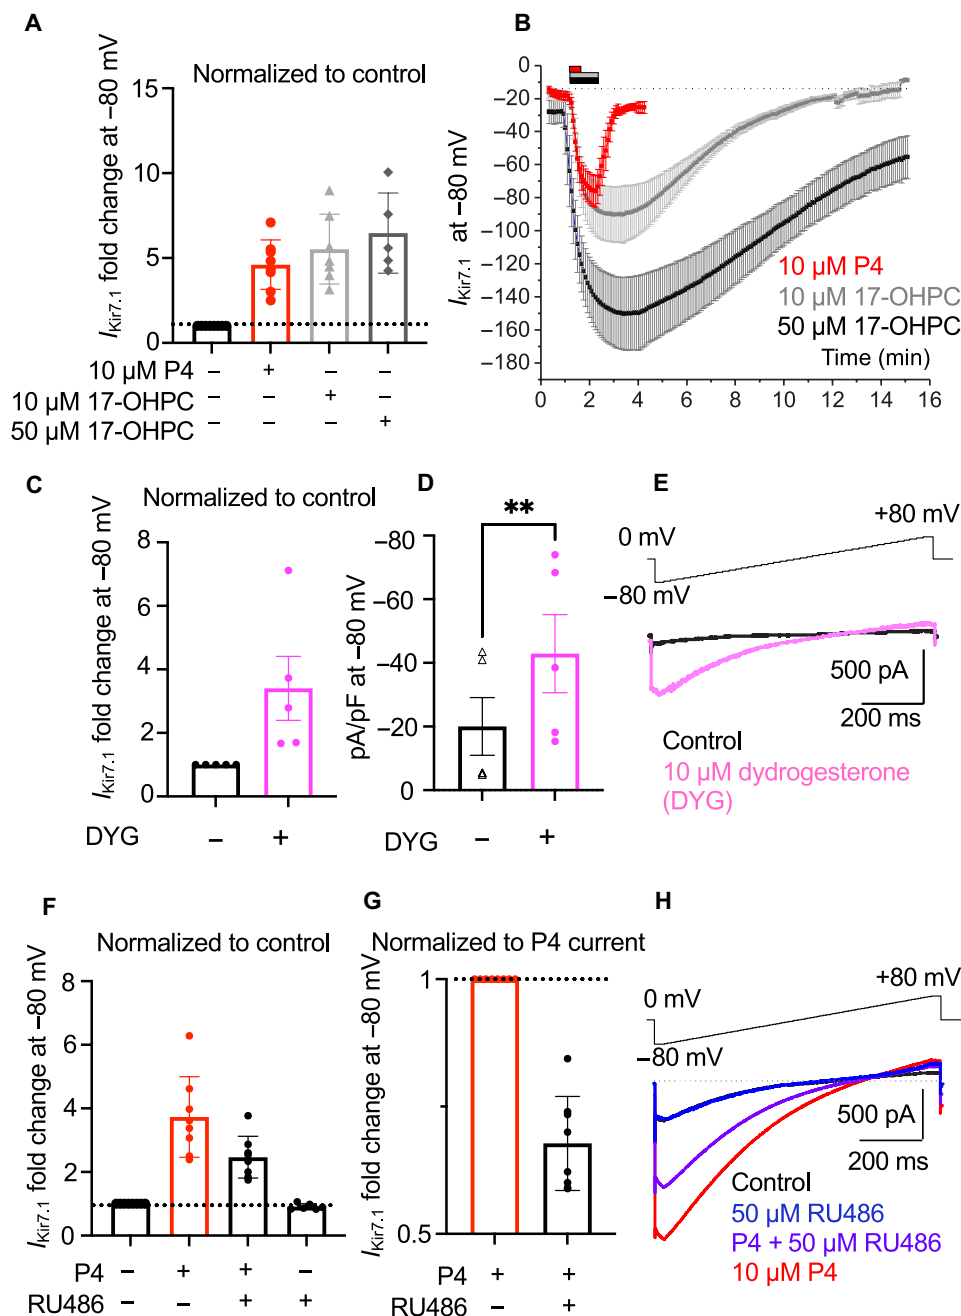 A
Normalized to control
I_Kir7.1 fold change at −80 mV
15
10
5
0
10 µM P4 − + − −
10 µM 17-OHPC − − + −
50 µM 17-OHPC − − − +
B
I_Kir7.1 at −80 mV
0
−20
−40
−60
−80
−100
−120
−140
−160
−180
10 µM P4
10 µM 17-OHPC
50 µM 17-OHPC
Time (min)
0 2 4 6 8 10 12 14 16
C
Normalized to control
I_Kir7.1 fold change at −80 mV
8
6
4
2
0
DYG − +
D
**
pA/pF at −80 mV
−80
−60
−40
−20
0
DYG − +
E
0 mV
+80 mV
−80 mV
500 pA
200 ms
Control
10 µM dydrogesterone
(DYG)
F
Normalized to control
I_Kir7.1 fold change at −80 mV
8
6
4
2
0
P4 − + + −
RU486 − − + +
G
Normalized to P4 current
I_Kir7.1 fold change at −80 mV
1
0.5
P4 + +
RU486 − +
H
0 mV
+80 mV
−80 mV
500 pA
200 ms
Control
50 µM RU486
P4 + 50 µM RU486
10 µM P4